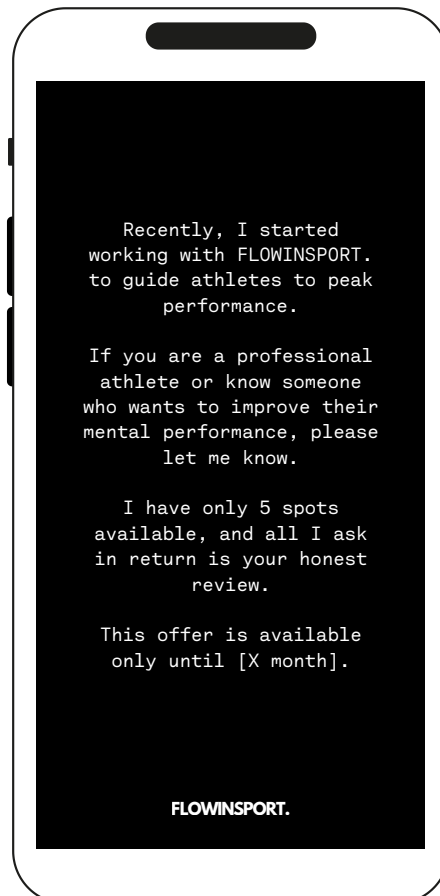 Recently, I started
working with FLOWINSPORT.
to guide athletes to peak
performance.
If you are a professional
athlete or know someone
who wants to improve their
mental performance, please
let me know.
I have only 5 spots
available, and all I ask
in return is your honest
review.
This offer is available
only until [X month].
FLOWINSPORT.